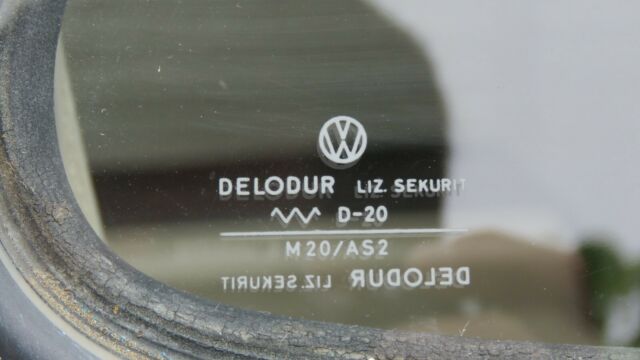 DELODUR LIZ. SEKURIT
D-20
M20/AS2
DELODUR LIZ.SEKURIT